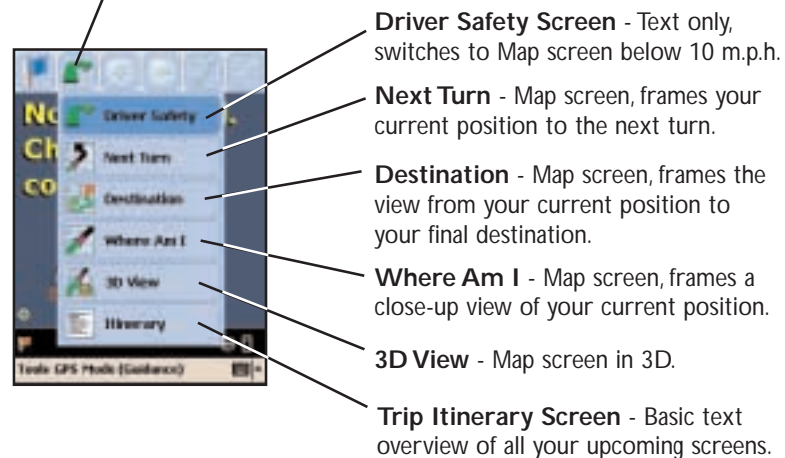 Driver Safety Screen - Text only,
switches to Map screen below 10 m.p.h.
Next Turn - Map screen, frames your
current position to the next turn.
Destination - Map screen, frames the
view from your current position to
your final destination.
Where Am I - Map screen, frames a
close-up view of your current position.
3D View - Map screen in 3D.
Trip Itinerary Screen - Basic text
overview of all your upcoming screens.
No
Ch
co
Driver Safety
Next Turn
Destination
Where Am I
3D View
Itinerary
Tools GPS Mode (Guidance)